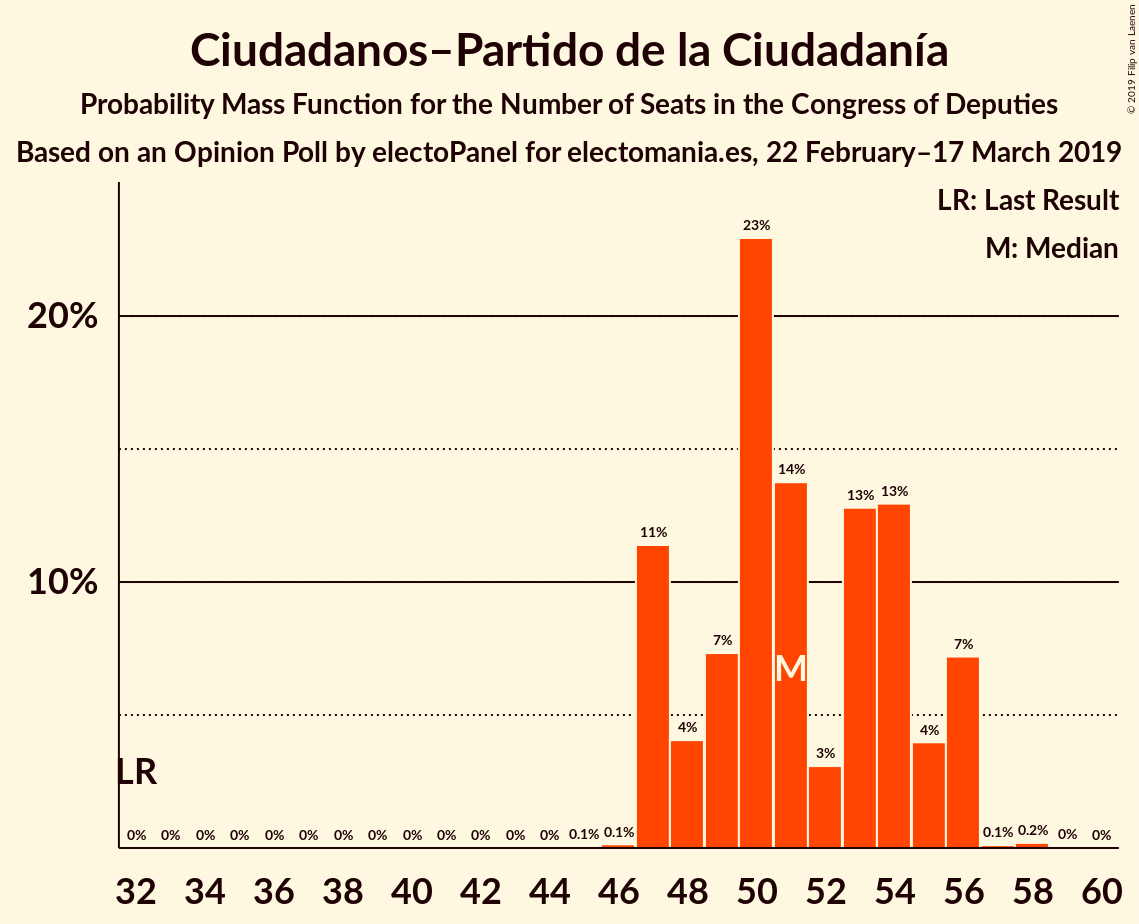 Ciudadanos–Partido de la Ciudadanía
Probability Mass Function for the Number of Seats in the Congress of Deputies
Based on an Opinion Poll by electoPanel for electomania.es, 22 February–17 March 2019
© 2019 Filip van Laenen
LR: Last Result
M: Median
23%
20%
14%
13% 13%
11%
10%
7% 7%
M
4% 4%
3%
LR
0% 0% 0% 0% 0% 0% 0% 0% 0% 0% 0% 0% 0% 0.1% 0.1% 0.1% 0.2% 0% 0%
32 34 36 38 40 42 44 46 48 50 52 54 56 58 60